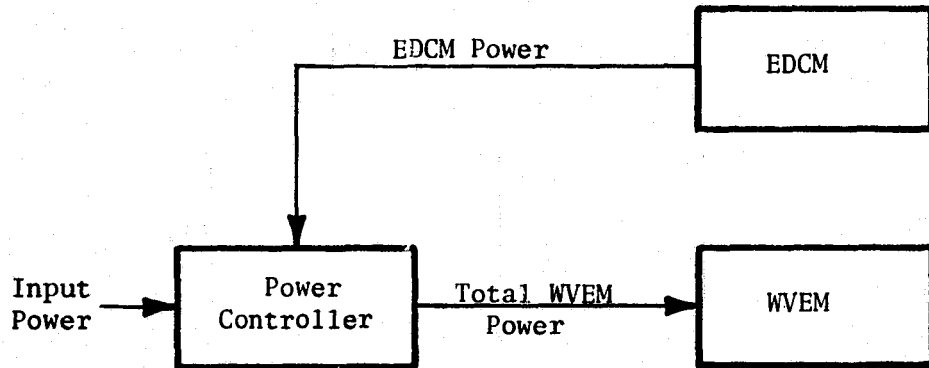 EDCM Power
EDCM
Input
Power
Power
Controller
Total WVEM
Power
WVEM